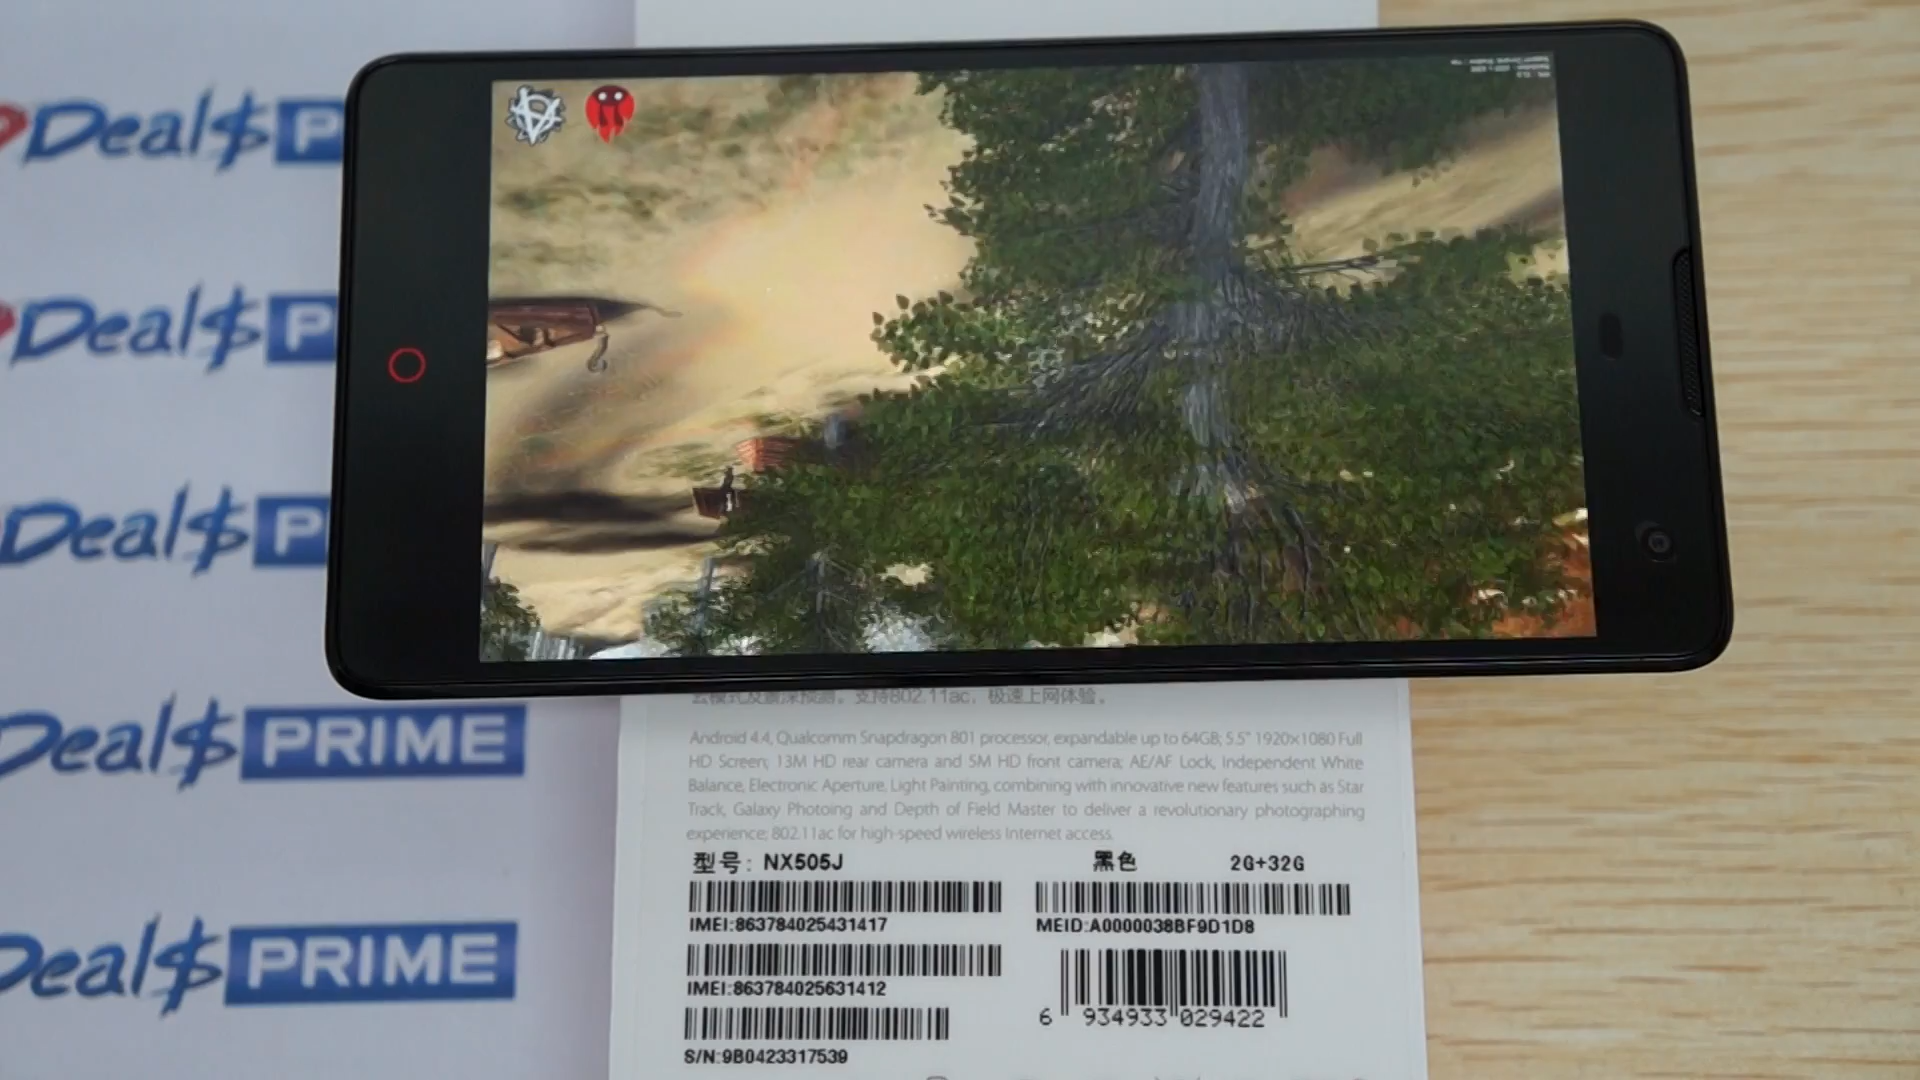 Deal$ P
Deal$ P
Deal$ P
Deal$ PRIME
Deal$ PRIME
支持802.11ac，极速上网体验。
Android 4.4, Qualcomm Snapdragon 801 processor, expandable up to 64GB; 5.5" 1920×1080 Full
HD Screen; 13M HD rear camera and 5M HD front camera; AE/AF Lock, Independent White
Balance, Electronic Aperture, Light Painting, combining with innovative new features such as Star
Track, Galaxy Photoing and Depth of Field Master to deliver a revolutionary photographing
experience; 802.11ac for high-speed wireless Internet access.
型号: NX505J 黑色 2G+32G
IMEI:863784025431417
MEID:A0000038BF9D1D8
IMEI:863784025631412
6 934933 029422
S/N:9B0423317539